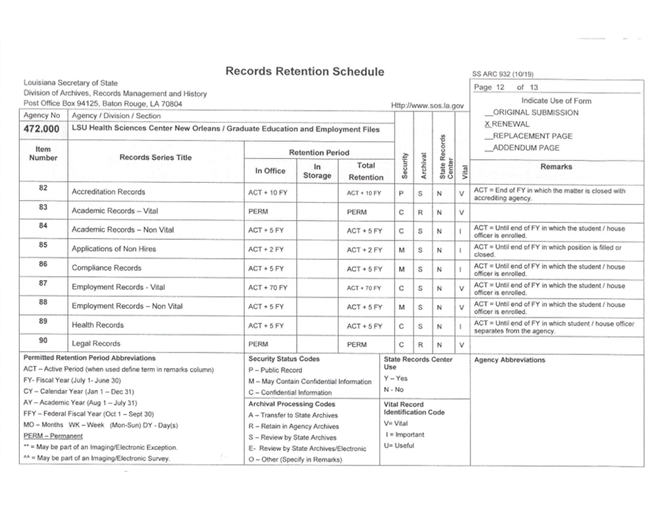 Records Retention Schedule
SS ARC 932 (10/19)
Louisiana Secretary of State
Division of Archives, Records Management and History
Post Office Box 94125, Baton Rouge, LA 70804
Http://www.sos.la.gov
Page 12 of 13
Indicate Use of Form
__ORIGINAL SUBMISSION
X RENEWAL
__REPLACEMENT PAGE
__ADDENDUM PAGE
Agency No Agency / Division / Section
472.000 LSU Health Sciences Center New Orleans / Graduate Education and Employment Files
Item Number Records Series Title Retention Period Security Archival State Records Center Vital Remarks
In Office In Storage Total Retention
82 Accreditation Records ACT + 10 FY ACT + 10 FY P S N V ACT = End of FY in which the matter is closed with
accrediting agency.
83 Academic Records – Vital PERM PERM C R N V
84 Academic Records – Non Vital ACT + 5 FY ACT + 5 FY C S N I ACT = Until end of FY in which the student / house
officer is enrolled.
85 Applications of Non Hires ACT + 2 FY ACT + 2 FY M S N I ACT = Until end of FY in which position is filled or
closed.
86 Compliance Records ACT + 5 FY ACT + 5 FY M S N I ACT = Until end of FY in which the student / house
officer is enrolled.
87 Employment Records - Vital ACT + 70 FY ACT + 70 FY C S N V ACT = Until end of FY in which the student / house
officer is enrolled.
88 Employment Records – Non Vital ACT + 5 FY ACT + 5 FY M S N V ACT = Until end of FY in which the student / house
officer is enrolled.
89 Health Records ACT + 5 FY ACT + 5 FY C S N I ACT = Until end of FY in which student / house officer
separates from the agency.
90 Legal Records PERM PERM C R N V
Permitted Retention Period Abbreviations
ACT – Active Period (when used define term in remarks column)
FY- Fiscal Year (July 1- June 30)
CY – Calendar Year (Jan 1 – Dec 31)
AY – Academic Year (Aug 1 – July 31)
FFY – Federal Fiscal Year (Oct 1 – Sept 30)
MO – Months WK – Week (Mon-Sun) DY - Day(s)
PERM – Permanent
** = May be part of an Imaging/Electronic Exception.
^^ = May be part of an Imaging/Electronic Survey.
Security Status Codes
P – Public Record
M – May Contain Confidential Information
C – Confidential Information
Archival Processing Codes
A – Transfer to State Archives
R – Retain in Agency Archives
S – Review by State Archives
E- Review by State Archives/Electronic
O – Other (Specify in Remarks)
State Records Center
Use
Y – Yes
N - No
Vital Record
Identification Code
V= Vital
I = Important
U= Useful
Agency Abbreviations